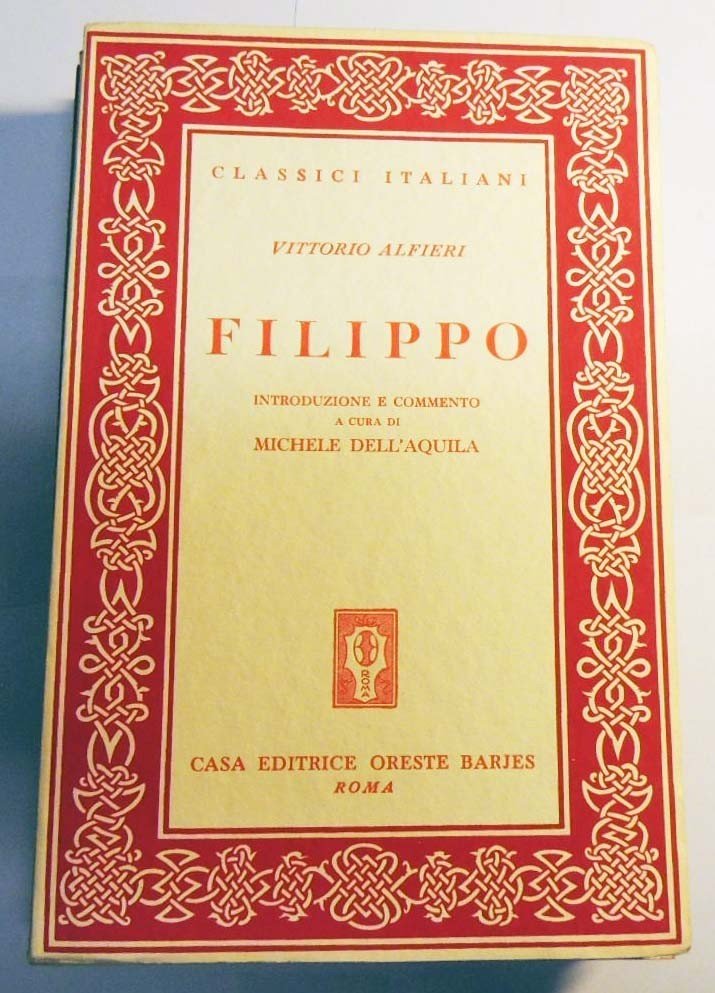 CLASSICI ITALIANI
VITTORIO ALFIERI
FILIPPO
INTRODUZIONE E COMMENTO
A CURA DI
MICHELE DELL'AQUILA
ROMA
CASA EDITRICE ORESTE BARJES
ROMA